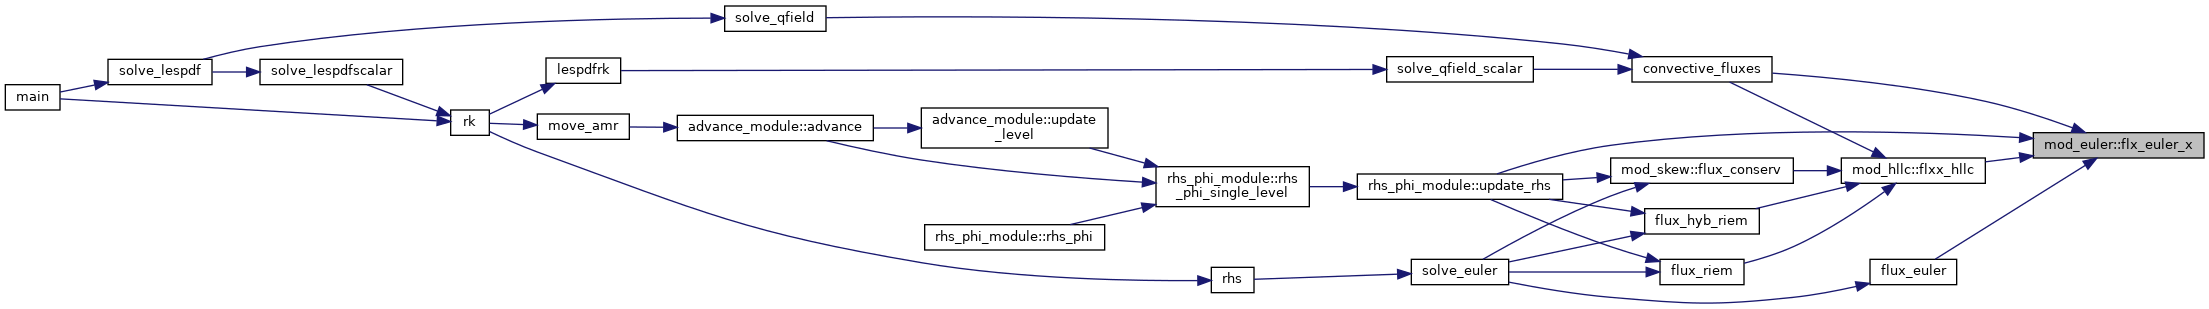 solve_qfield
solve_lespdf
solve_lespdfscalar
lespdfrk
solve_qfield_scalar
convective_fluxes
main
rk
move_amr
advance_module::advance
advance_module::update
_level
mod_euler::flx_euler_x
rhs_phi_module::rhs
_phi_single_level
rhs_phi_module::update_rhs
mod_skew::flux_conserv
mod_hllc::flxx_hllc
flux_hyb_riem
rhs_phi_module::rhs_phi
rhs
solve_euler
flux_riem
flux_euler